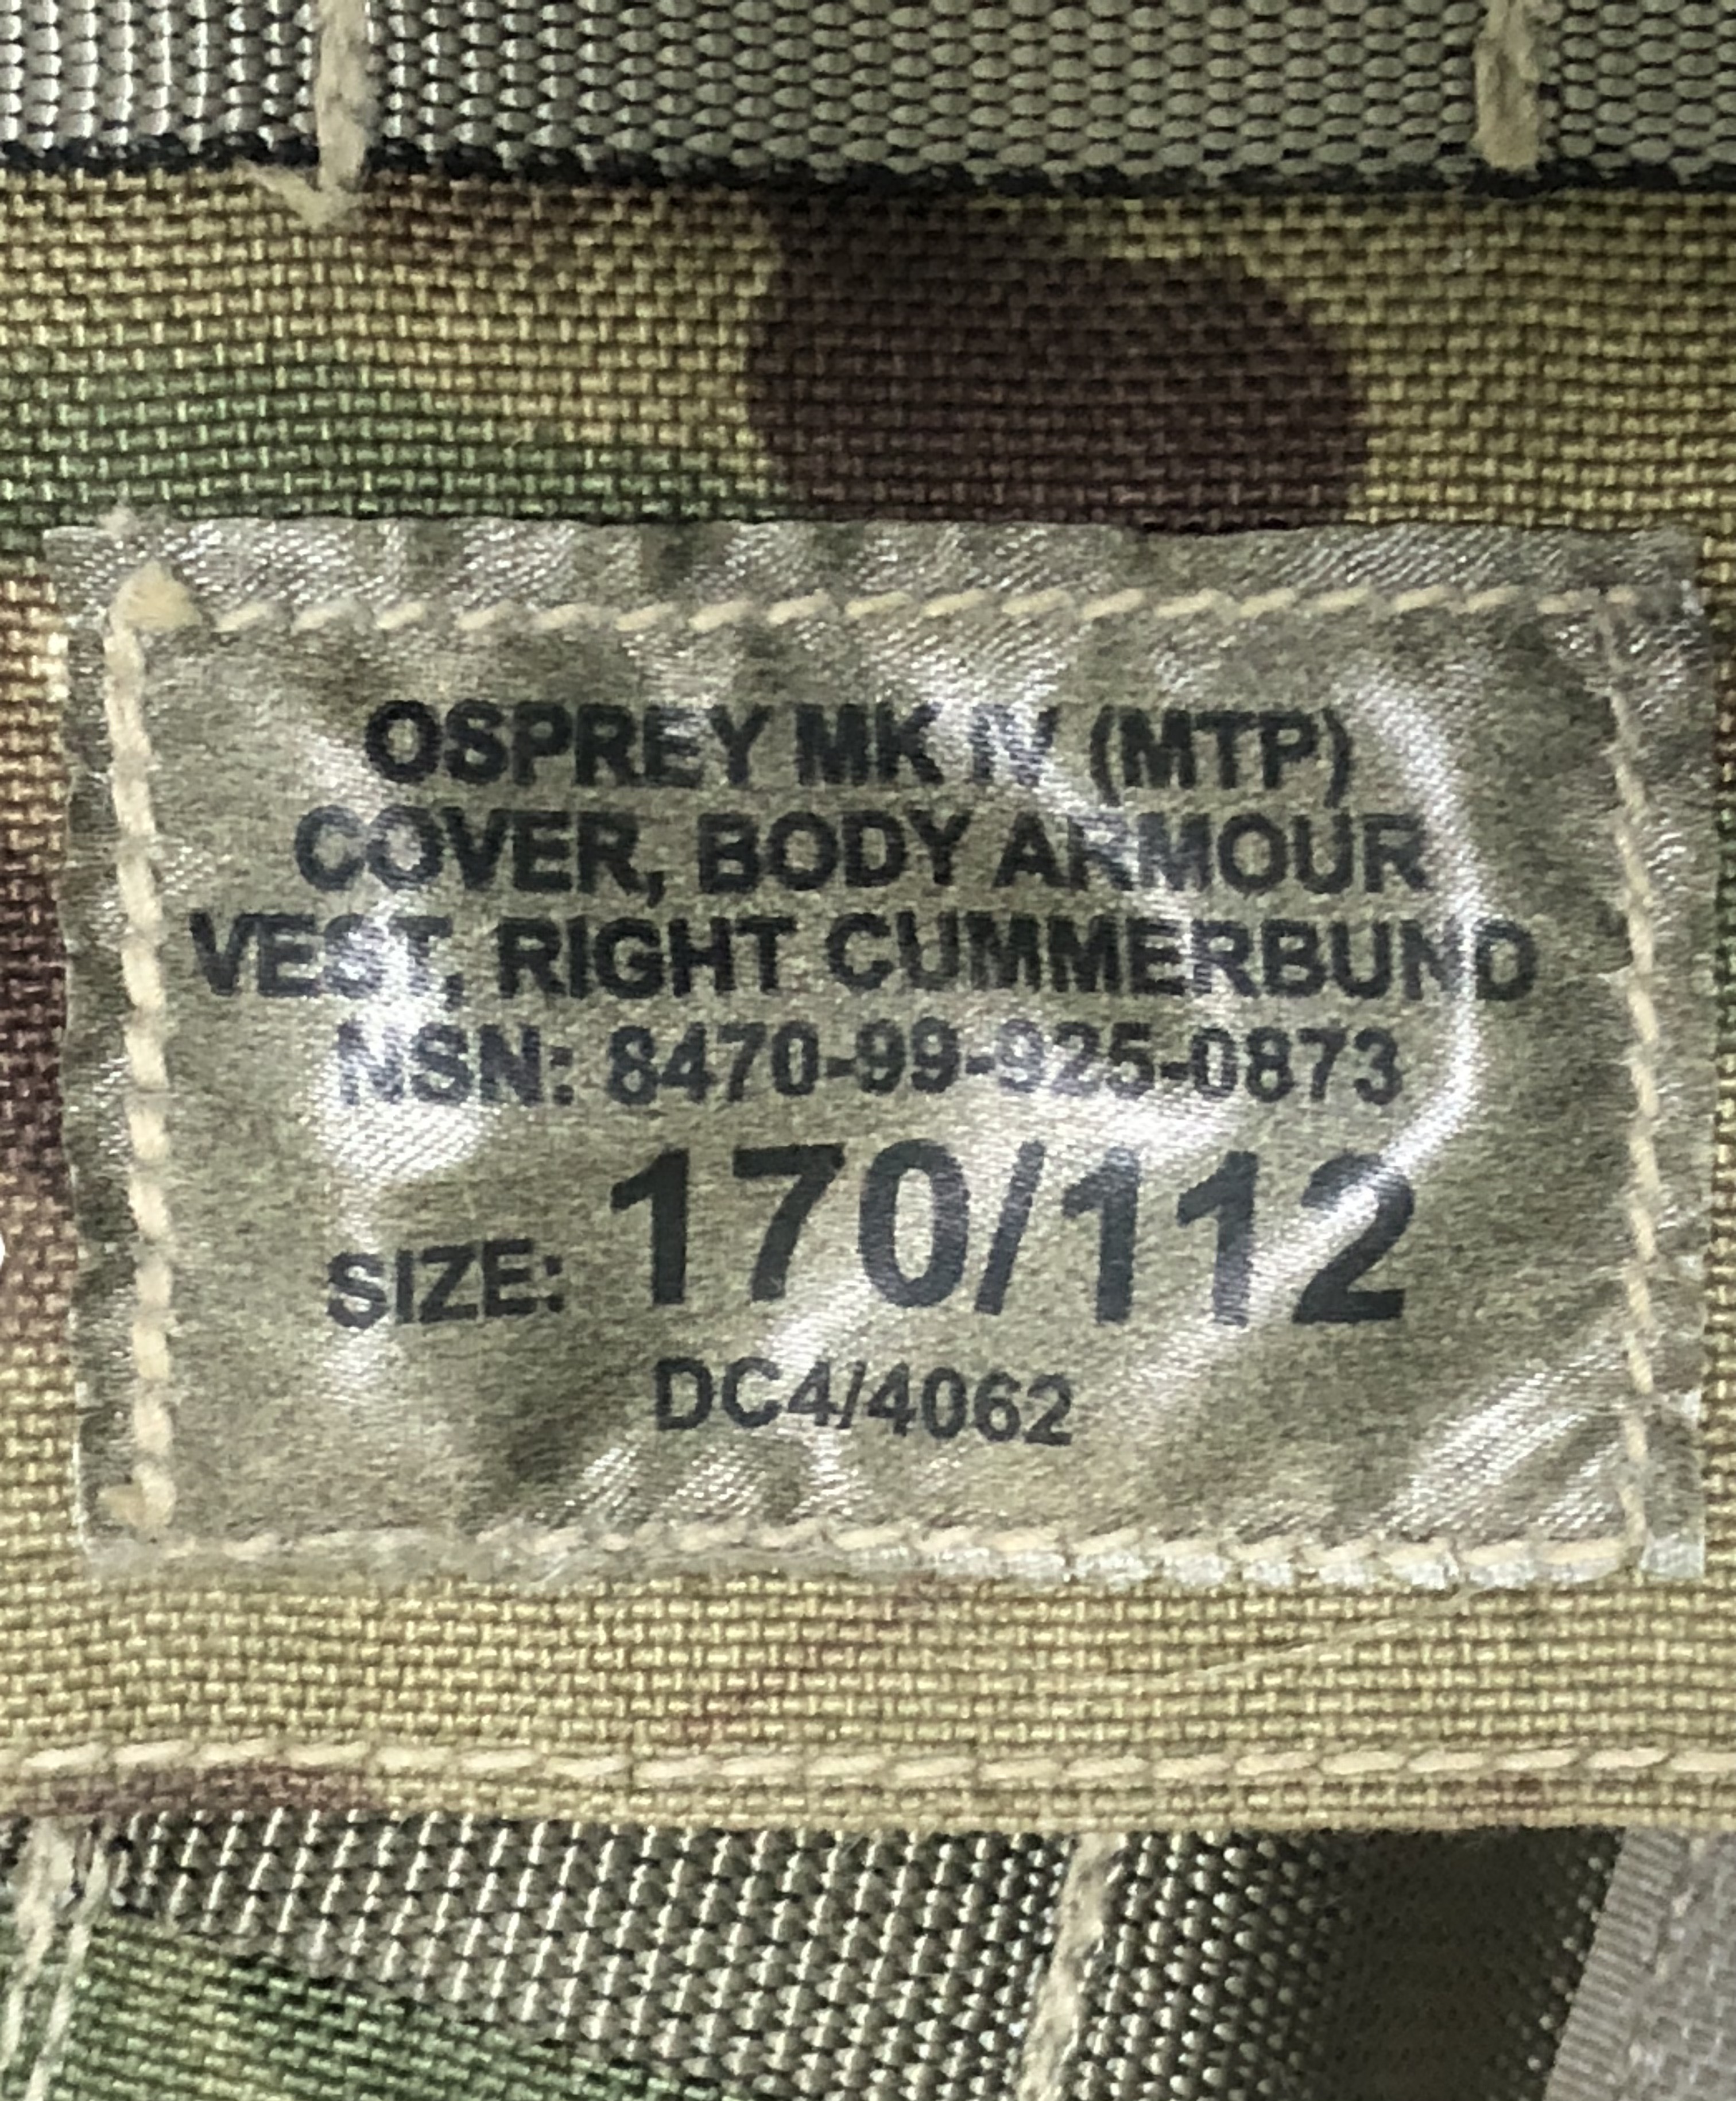 OSPREY MK IV (MTP)
COVER, BODY ARMOUR
VEST, RIGHT CUMMERBUND
NSN: 8470-99-925-0873
SIZE: 170/112
DC4/4062